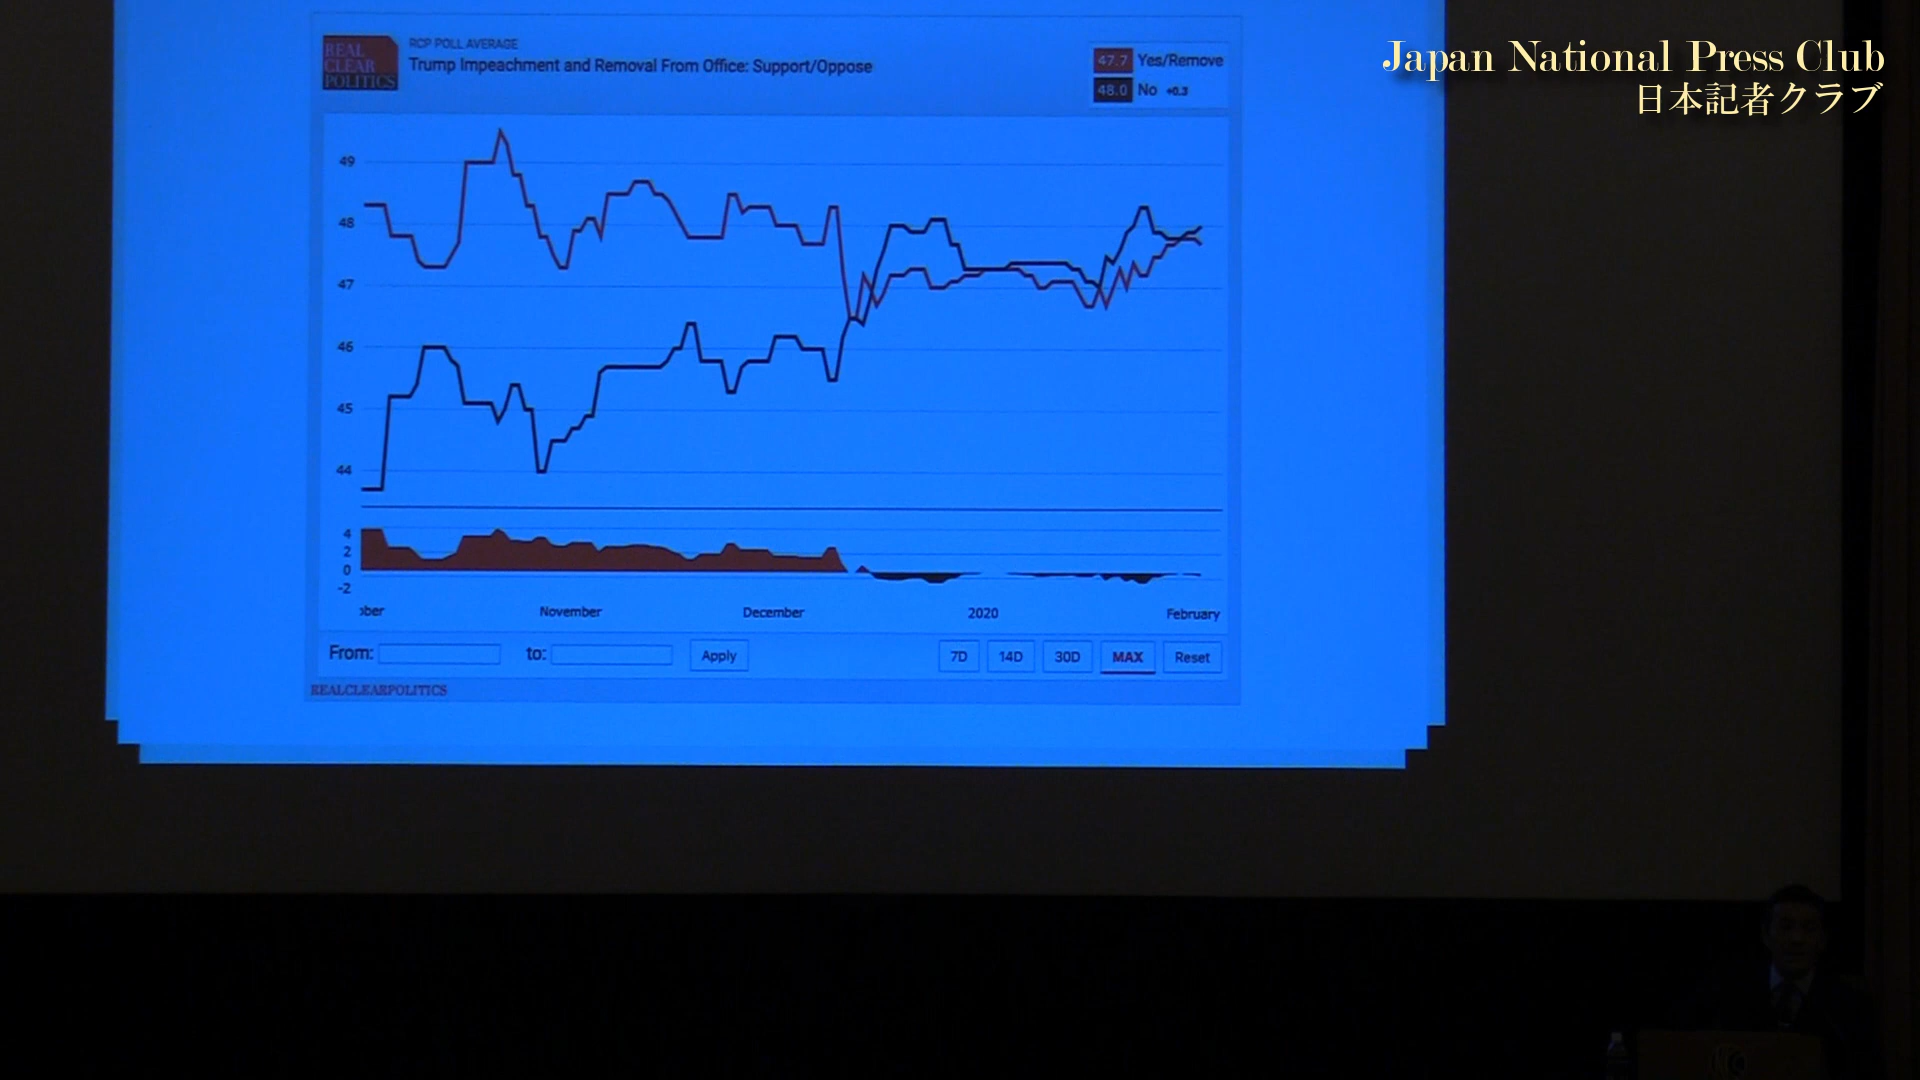 Japan National Press Club
日本記者クラブ
REAL
CLEAR
POLITICS
RCP POLL AVERAGE
Trump Impeachment and Removal From Office: Support/Oppose
47.7 Yes/Remove
48.0 No +0.3
49
48
47
46
45
44
4
2
0
-2
ober November December 2020 February
From: to: Apply 7D 14D 30D MAX Reset
REALCLEARPOLITICS